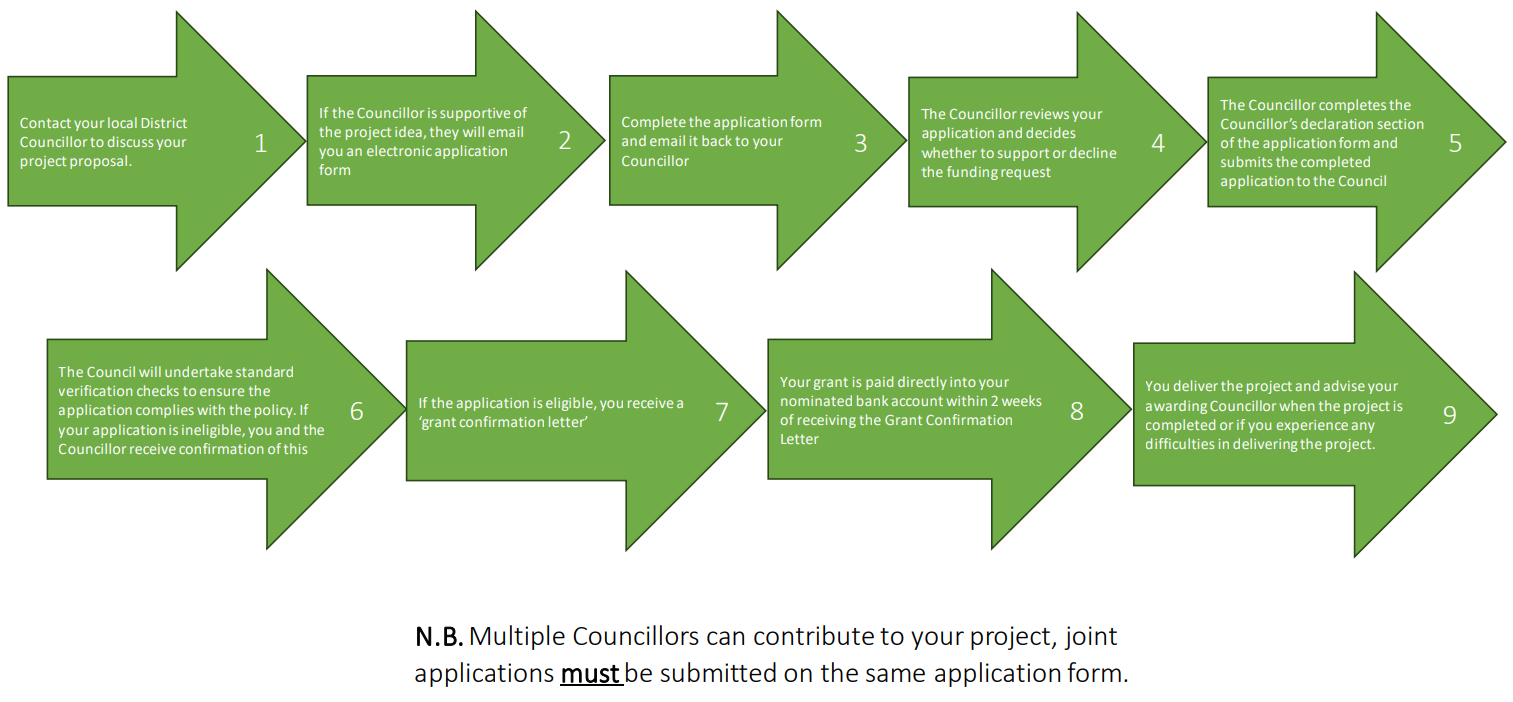 Contact your local District
Councillor to discuss your
project proposal.
1
If the Councillor is supportive of
the project idea, they will email
you an electronic application
form
2
Complete the application form
and email it back to your
Councillor
3
The Councillor reviews your
application and decides
whether to support or decline
the funding request
4
The Councillor completes the
Councillor’s declaration section
of the application form and
submits the completed
application to the Council
5
The Council will undertake standard
verification checks to ensure the
application complies with the policy. If
your application is ineligible, you and the
Councillor receive confirmation of this
6
If the application is eligible, you receive a
‘grant confirmation letter’
7
Your grant is paid directly into your
nominated bank account within 2 weeks
of receiving the Grant Confirmation
Letter
8
You deliver the project and advise your
awarding Councillor when the project is
completed or if you experience any
difficulties in delivering the project.
9
N.B. Multiple Councillors can contribute to your project, joint
applications must be submitted on the same application form.